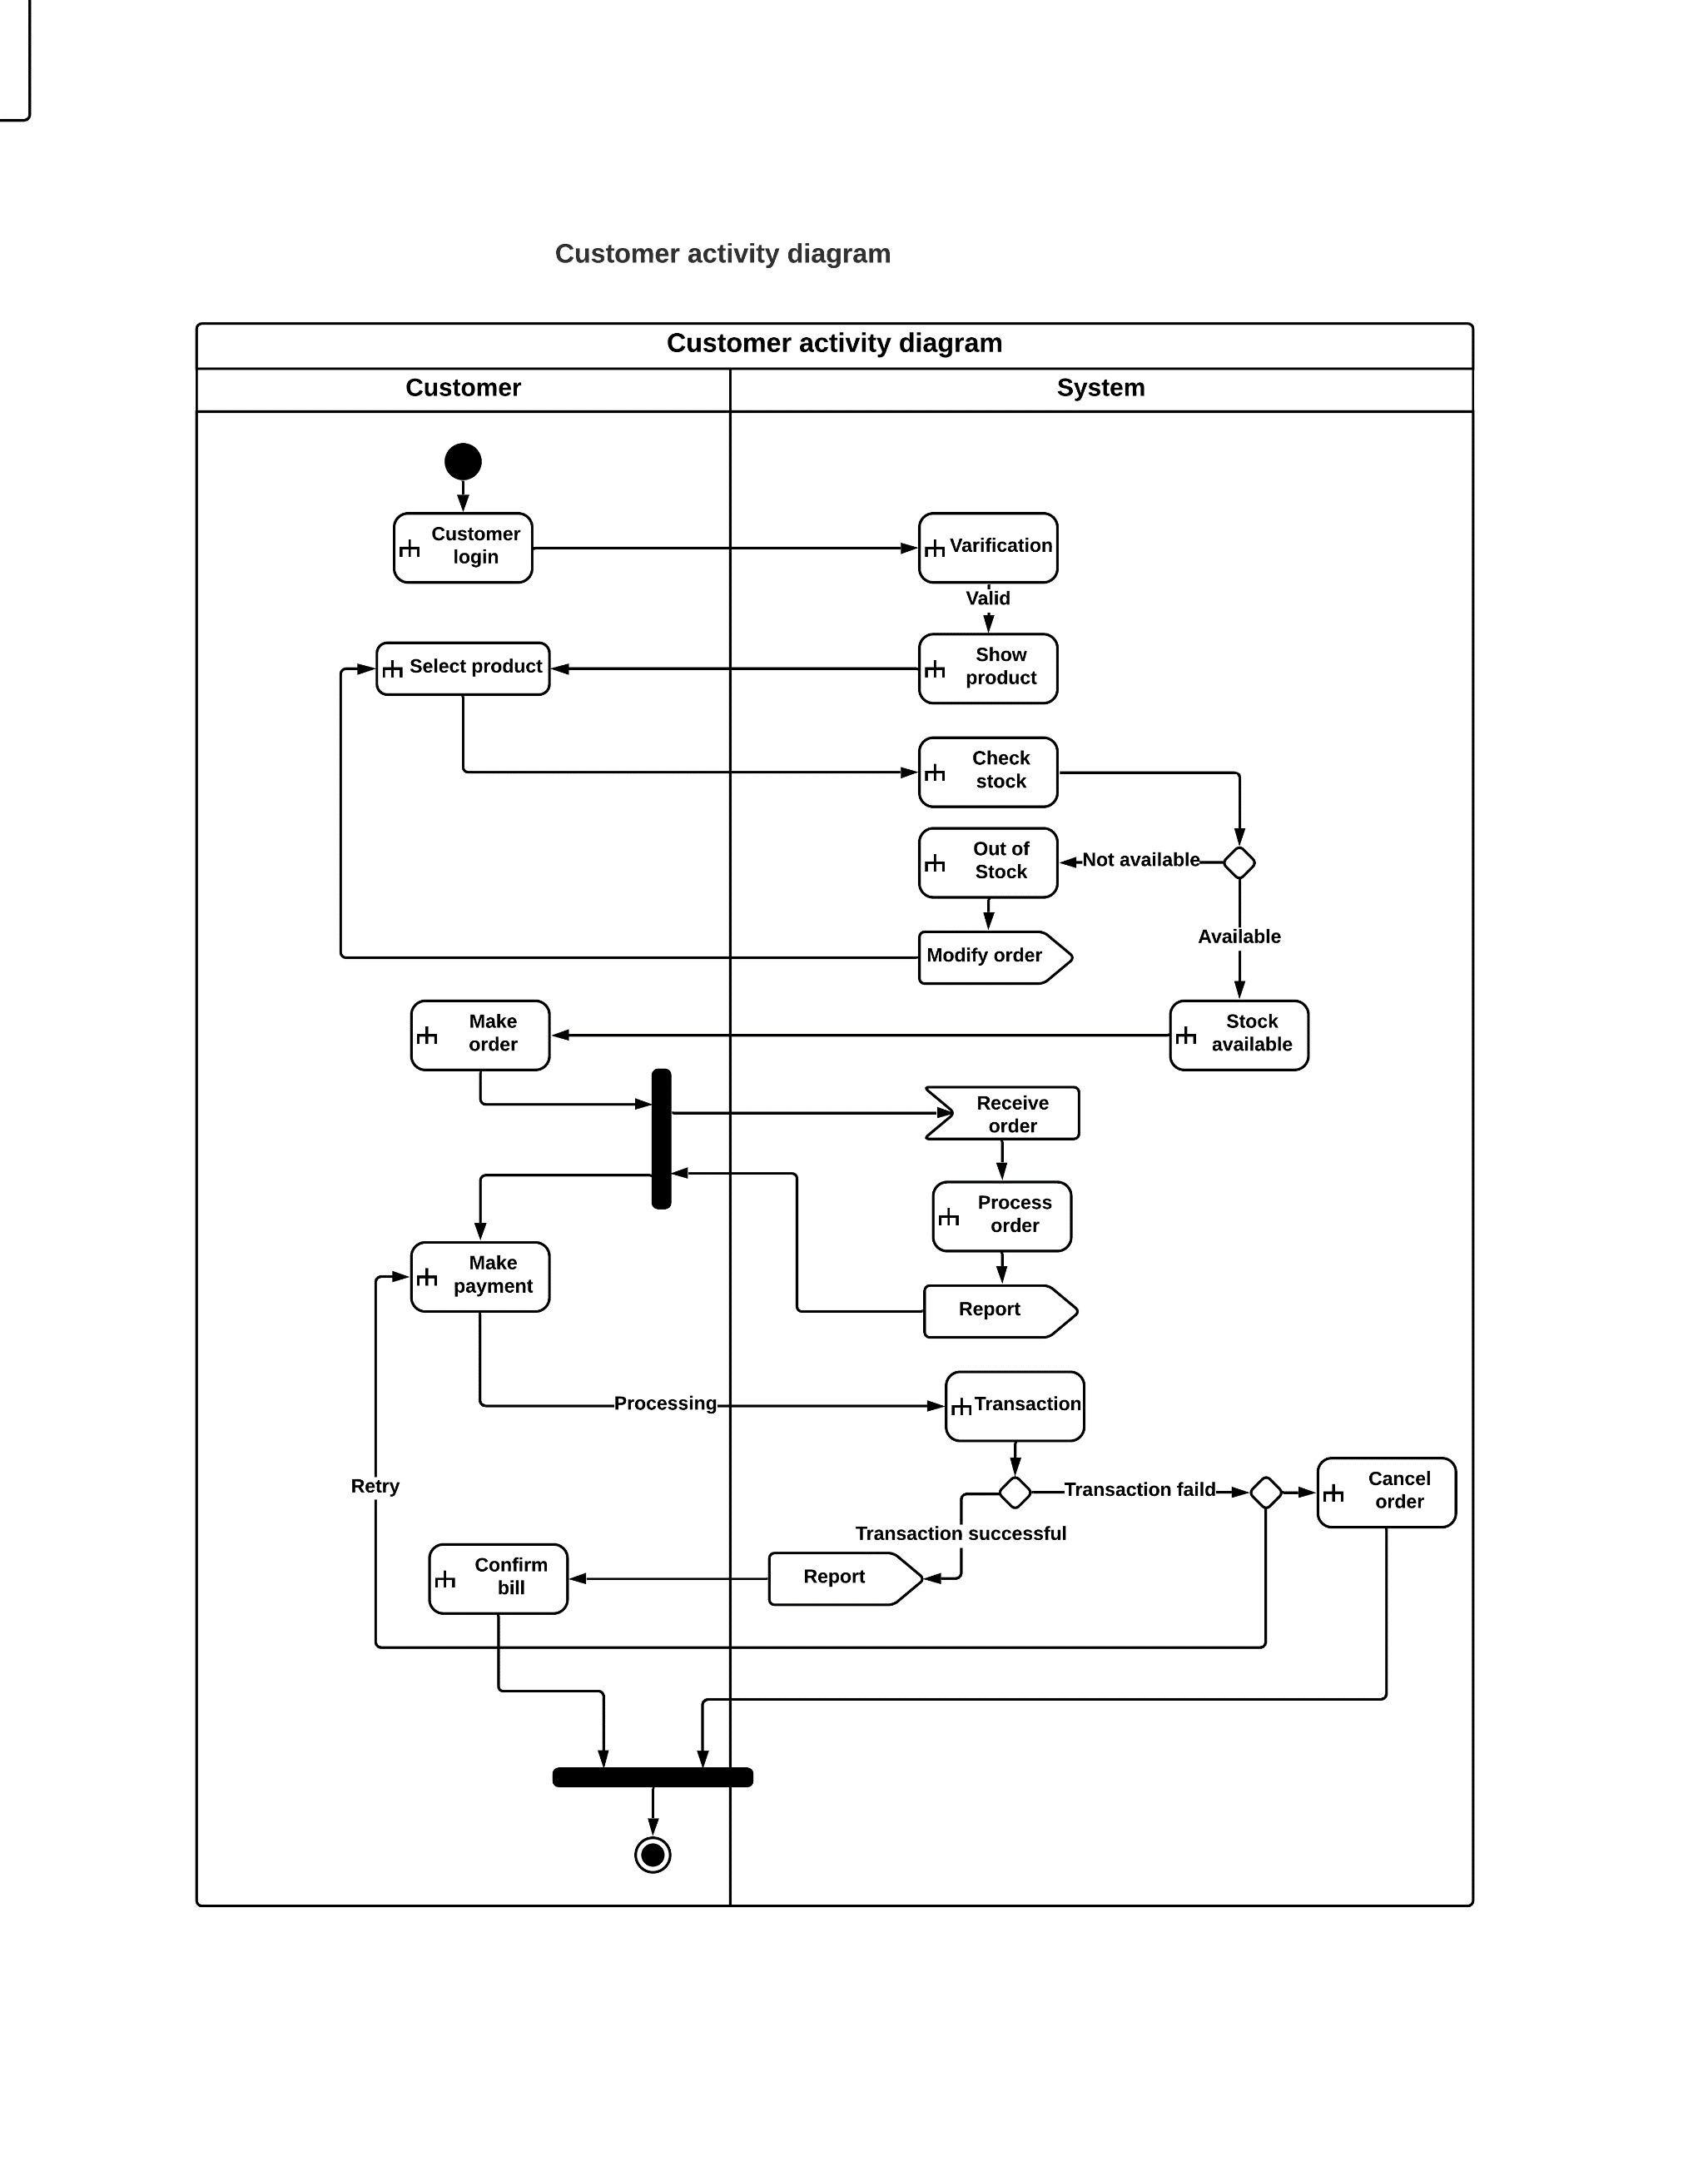 Customer activity diagram
Customer activity diagram
Customer
System
Customer
login
Varification
Valid
Show
product
Select product
Check
stock
Out of
Stock
Not available
Available
Modify order
Make
order
Stock
available
Receive
order
Process
order
Make
payment
Report
Processing
Transaction
Retry
Transaction faild
Cancel
order
Transaction successful
Confirm
bill
Report